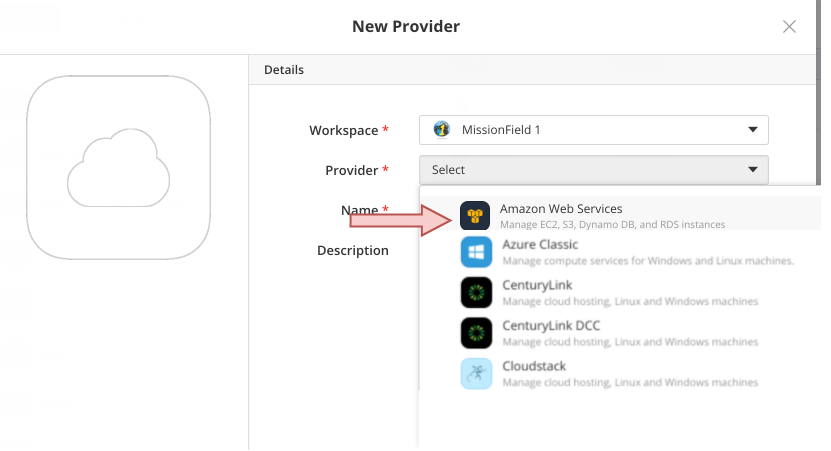 New Provider
Details
Workspace *
MissionField 1
Provider *
Select
Name *
Amazon Web Services
Manage EC2, S3, Dynamo DB, and RDS instances
Description
Azure Classic
Manage compute services for Windows and Linux machines.
CenturyLink
Manage cloud hosting, Linux and Windows machines
CenturyLink DCC
Manage cloud hosting, Linux and Windows machines
Cloudstack
Manage cloud hosting, Linux and Windows machines